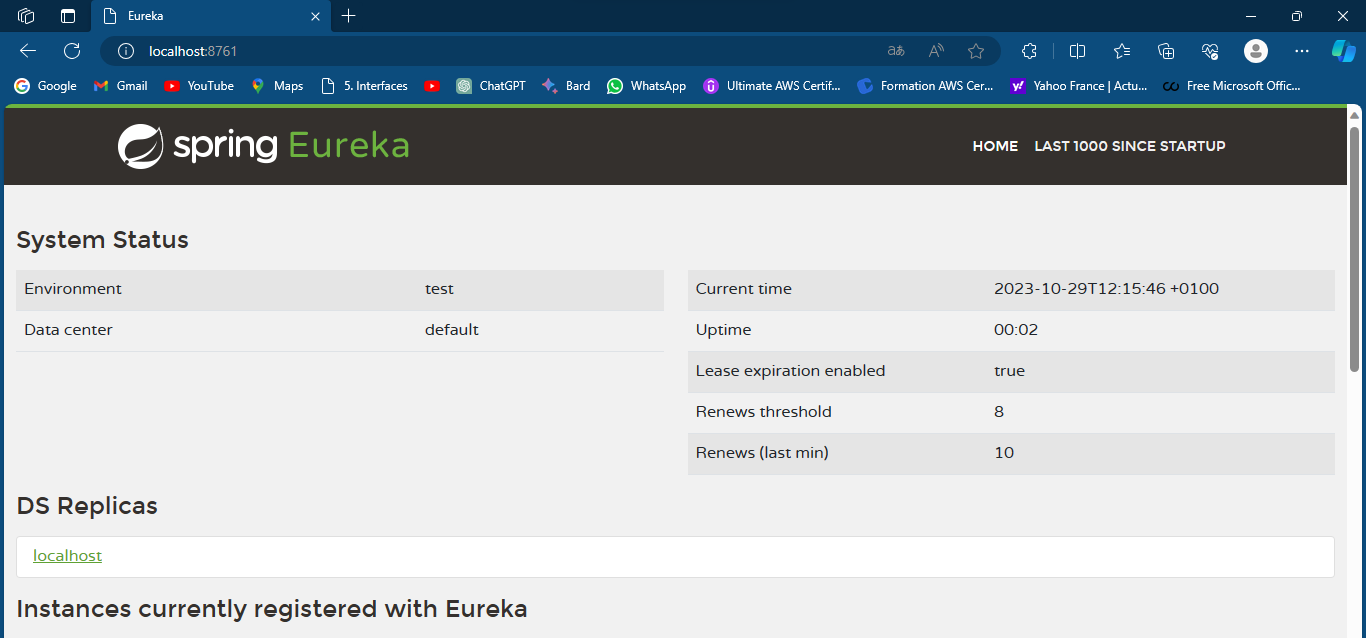 Eureka
localhost:8761
Google Gmail YouTube Maps 5. Interfaces ChatGPT Bard WhatsApp Ultimate AWS Certif... Formation AWS Cer... Yahoo France | Actu... Free Microsoft Offic...
spring Eureka
HOME LAST 1000 SINCE STARTUP
System Status
Environment test
Data center default
Current time 2023-10-29T12:15:46 +0100
Uptime 00:02
Lease expiration enabled true
Renews threshold 8
Renews (last min) 10
DS Replicas
localhost
Instances currently registered with Eureka